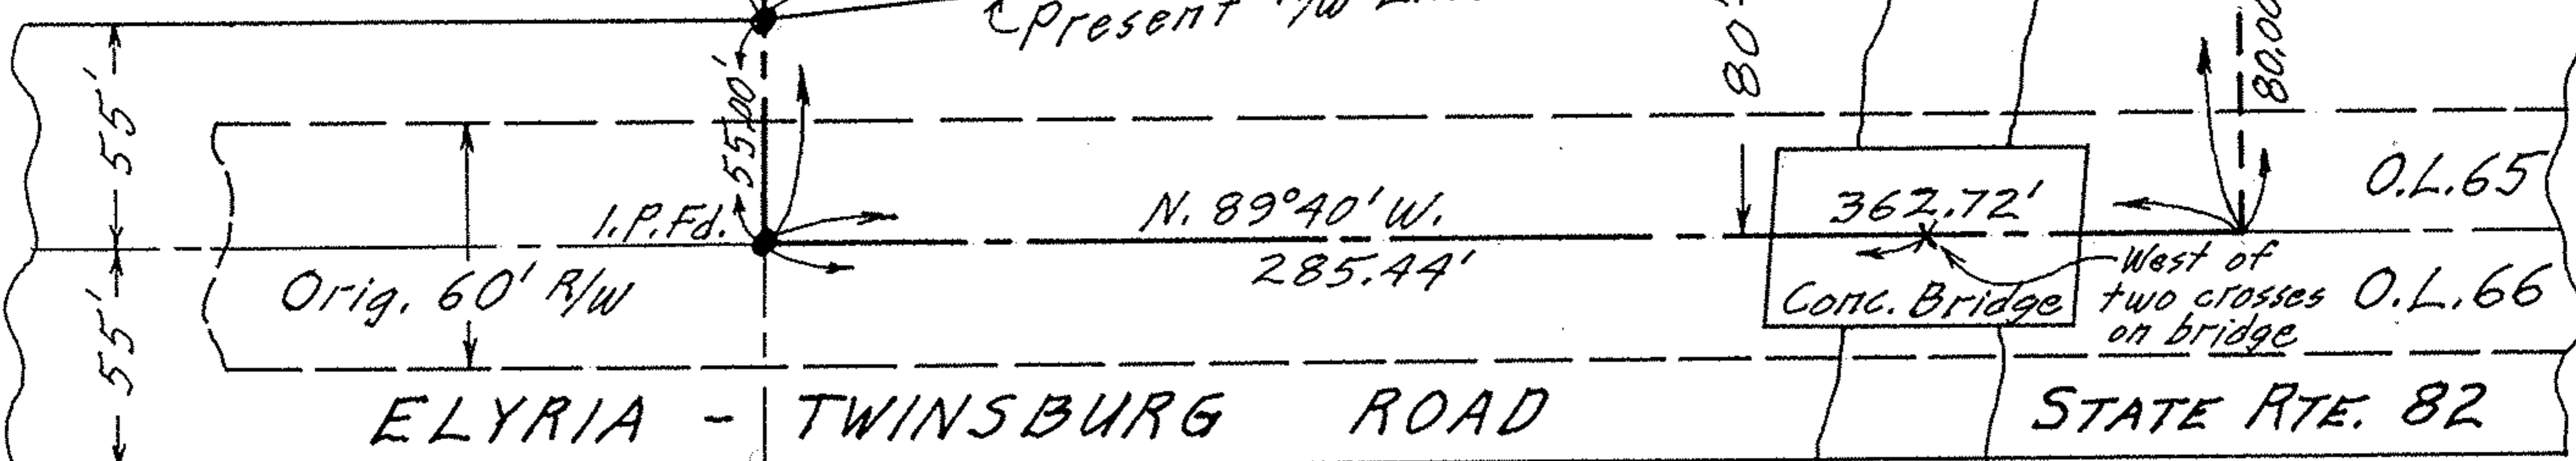 Present R/W
80'
80.00
55'
55.00'
O.L.65
N. 89°40' W.
362.72'
I.P.Fd.
285.44'
West of
two crosses
on bridge
Orig. 60' R/W
Conc. Bridge
O.L.66
55'
ELYRIA - TWINSBURG ROAD
STATE RTE. 82